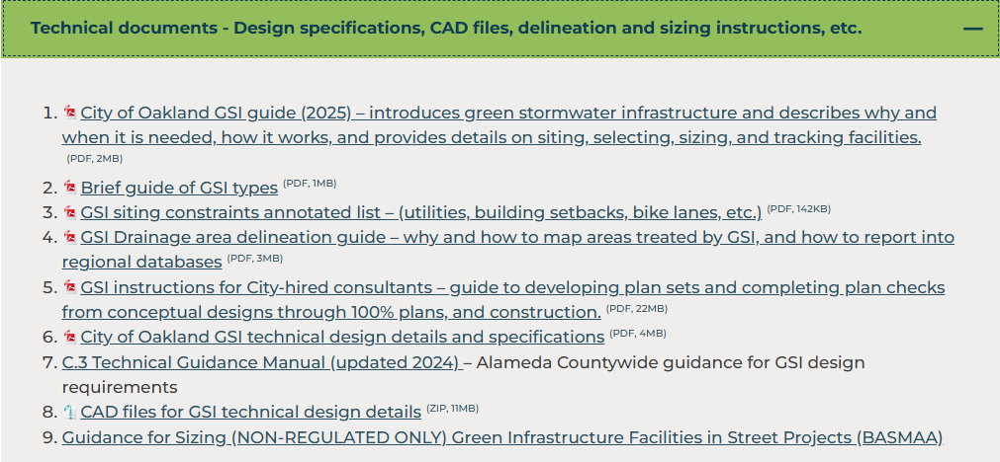 Technical documents - Design specifications, CAD files, delineation and sizing instructions, etc.
1. City of Oakland GSI guide (2025) – introduces green stormwater infrastructure and describes why and
when it is needed, how it works, and provides details on siting, selecting, sizing, and tracking facilities.
(PDF, 2MB)
2. Brief guide of GSI types (PDF, 1MB)
3. GSI siting constraints annotated list – (utilities, building setbacks, bike lanes, etc.) (PDF, 142KB)
4. GSI Drainage area delineation guide – why and how to map areas treated by GSI, and how to report into
regional databases (PDF, 3MB)
5. GSI instructions for City-hired consultants – guide to developing plan sets and completing plan checks
from conceptual designs through 100% plans, and construction. (PDF, 22MB)
6. City of Oakland GSI technical design details and specifications (PDF, 4MB)
7. C.3 Technical Guidance Manual (updated 2024) – Alameda Countywide guidance for GSI design
requirements
8. CAD files for GSI technical design details (ZIP, 11MB)
9. Guidance for Sizing (NON-REGULATED ONLY) Green Infrastructure Facilities in Street Projects (BASMAA)